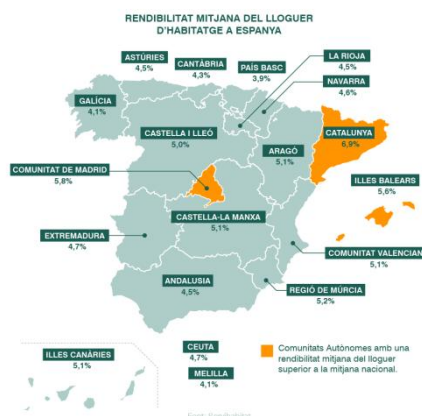 RENDIBILITAT MITJANA DEL LLOGUER
D'HABITATGE A ESPANYA
ASTÚRIES
4,5%
CANTÀBRIA
4,3%
PAÍS BASC
3,9%
LA RIOJA
4,5%
NAVARRA
4,6%
GALÍCIA
4,1%
CASTELLA I LLEÓ
5,0%
ARAGÓ
5,1%
CATALUNYA
6,9%
COMUNITAT DE MADRID
5,8%
ILLES BALEARS
5,6%
CASTELLA-LA MANXA
5,1%
EXTREMADURA
4,7%
COMUNITAT VALENCIANA
5,1%
ANDALUSIA
4,5%
REGIÓ DE MÚRCIA
5,2%
CEUTA
4,7%
ILLES CANÀRIES
5,1%
MELILLA
4,1%
Comunitats Autònomes amb una
rendibilitat mitjana del lloguer
superior a la mitjana nacional.